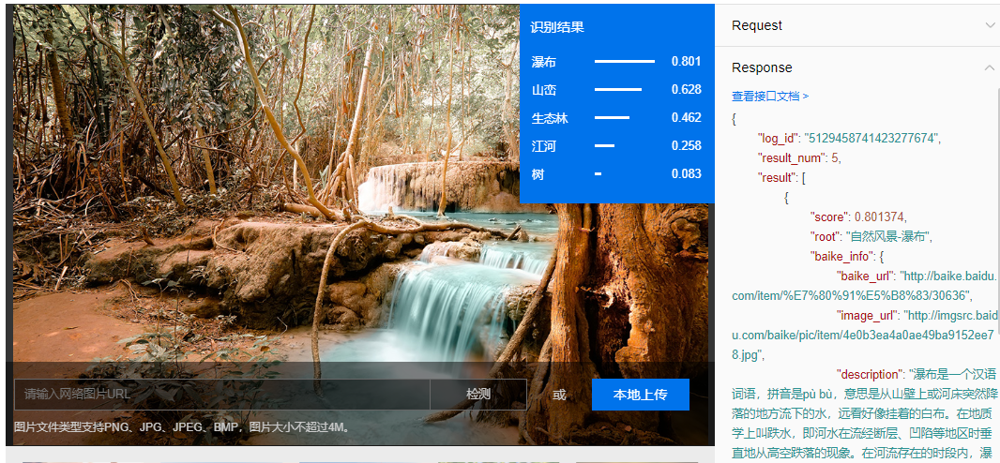 识别结果
瀑布 0.801
山峦 0.628
生态林 0.462
江河 0.258
树 0.083
请输入网络图片URL 检测 或 本地上传
图片文件类型支持PNG、JPG、JPEG、BMP，图片大小不超过4M。
Request
Response
查看接口文档 >
{
"log_id": "5129458741423277674",
"result_num": 5,
"result": [
{
"score": 0.801374,
"root": "自然风景-瀑布",
"baike_info": {
"baike_url": "http://baike.baidu.
com/item/%E7%80%91%E5%B8%83/30636",
"image_url": "http://imgsrc.baid
u.com/baike/pic/item/4e0b3ea4a0ae49ba9152ee7
8.jpg",
"description": "瀑布是一个汉语
词语，拼音是pù bù，意思是从山壁上或河床突然降
落的地方流下的水，远看好像挂着的白布。在地质
学上叫跌水，即河水在流经断层、凹陷等地区时垂
直地从高空跌落的现象。在河流存在的时段内，瀑